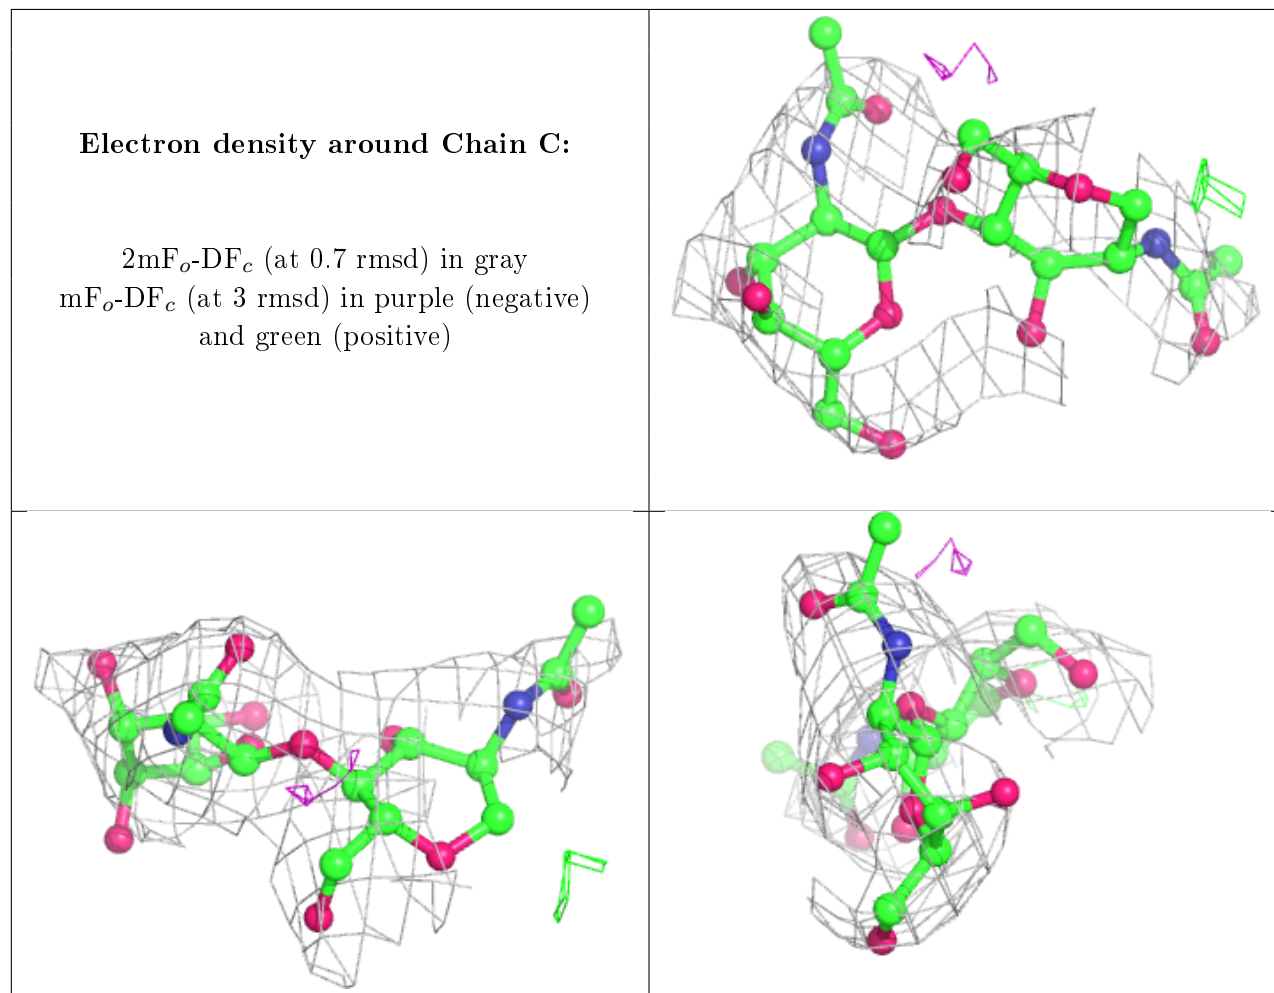 Electron density around Chain C:
2mFₒ-DF𝒸 (at 0.7 rmsd) in gray
mFₒ-DF𝒸 (at 3 rmsd) in purple (negative)
and green (positive)